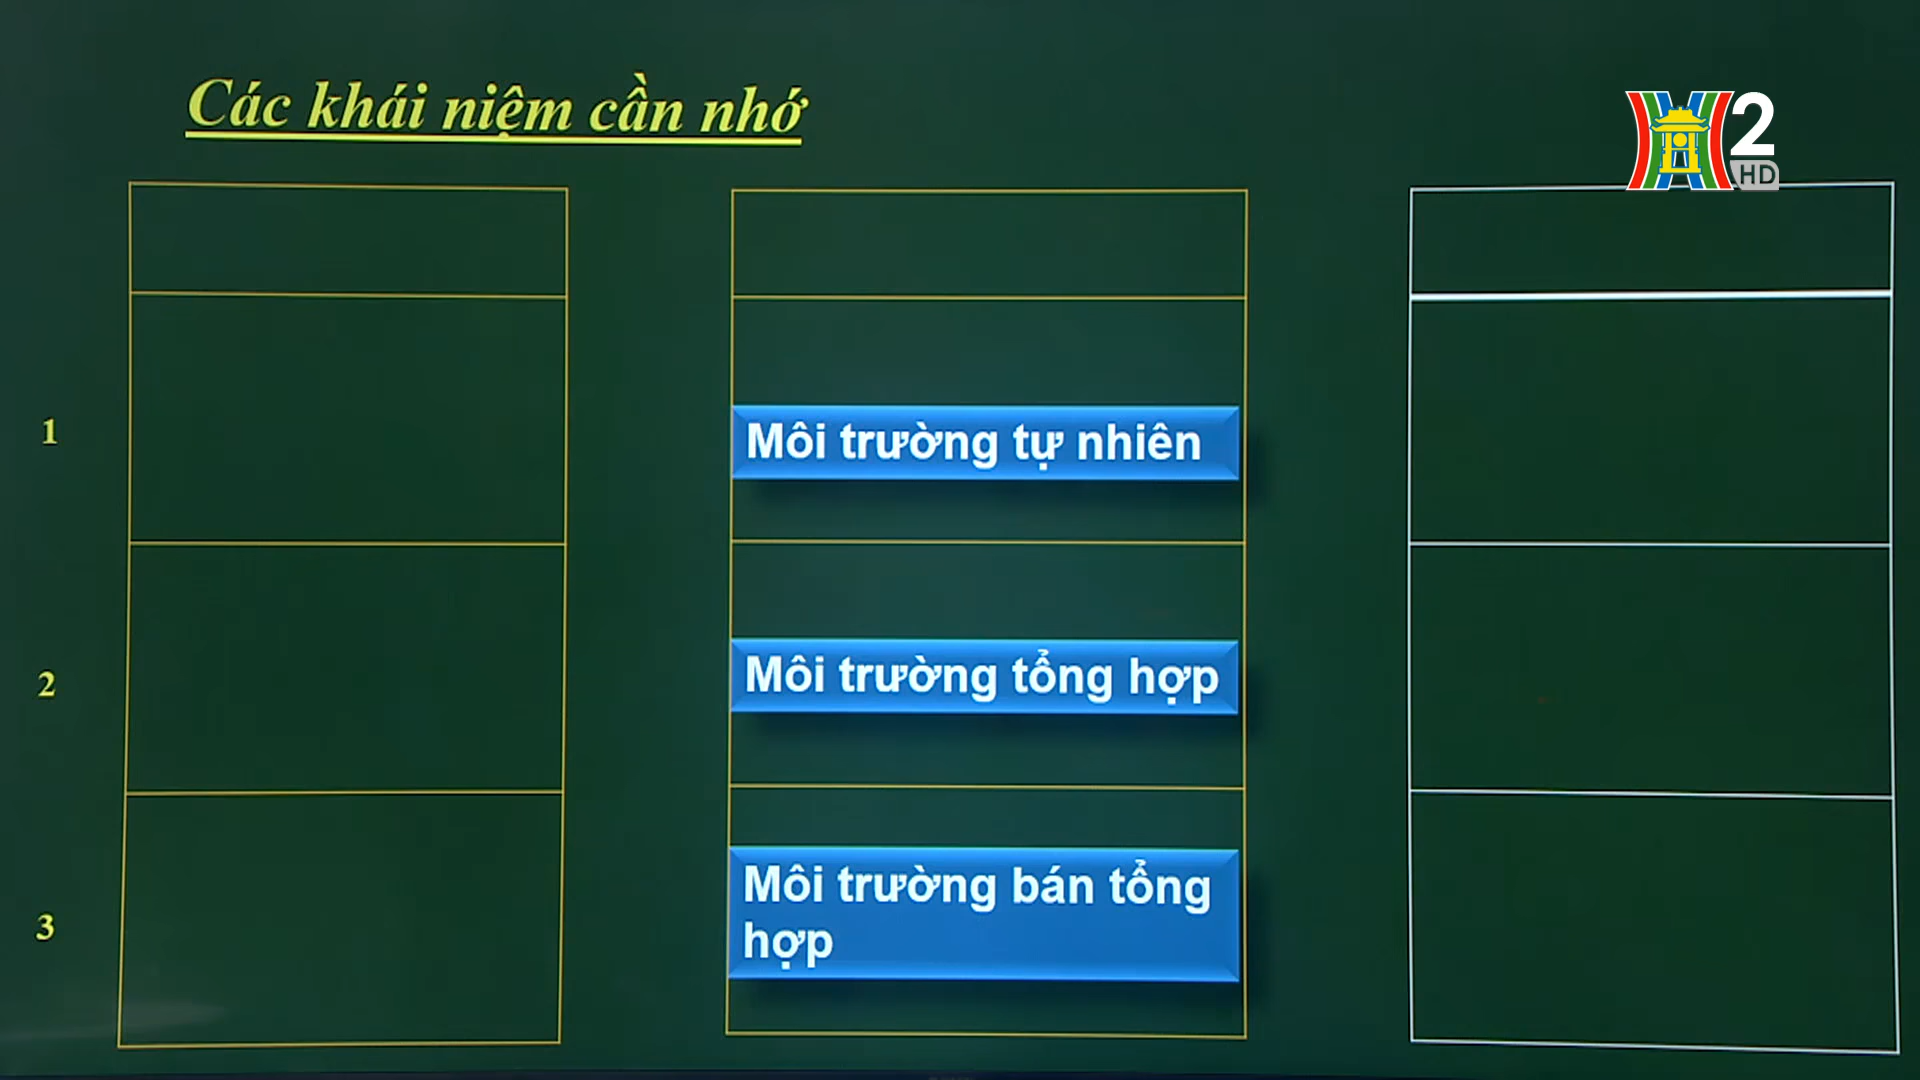 Các khái niệm cần nhớ
2
HD
1
Môi trường tự nhiên
2
Môi trường tổng hợp
3
Môi trường bán tổng
hợp